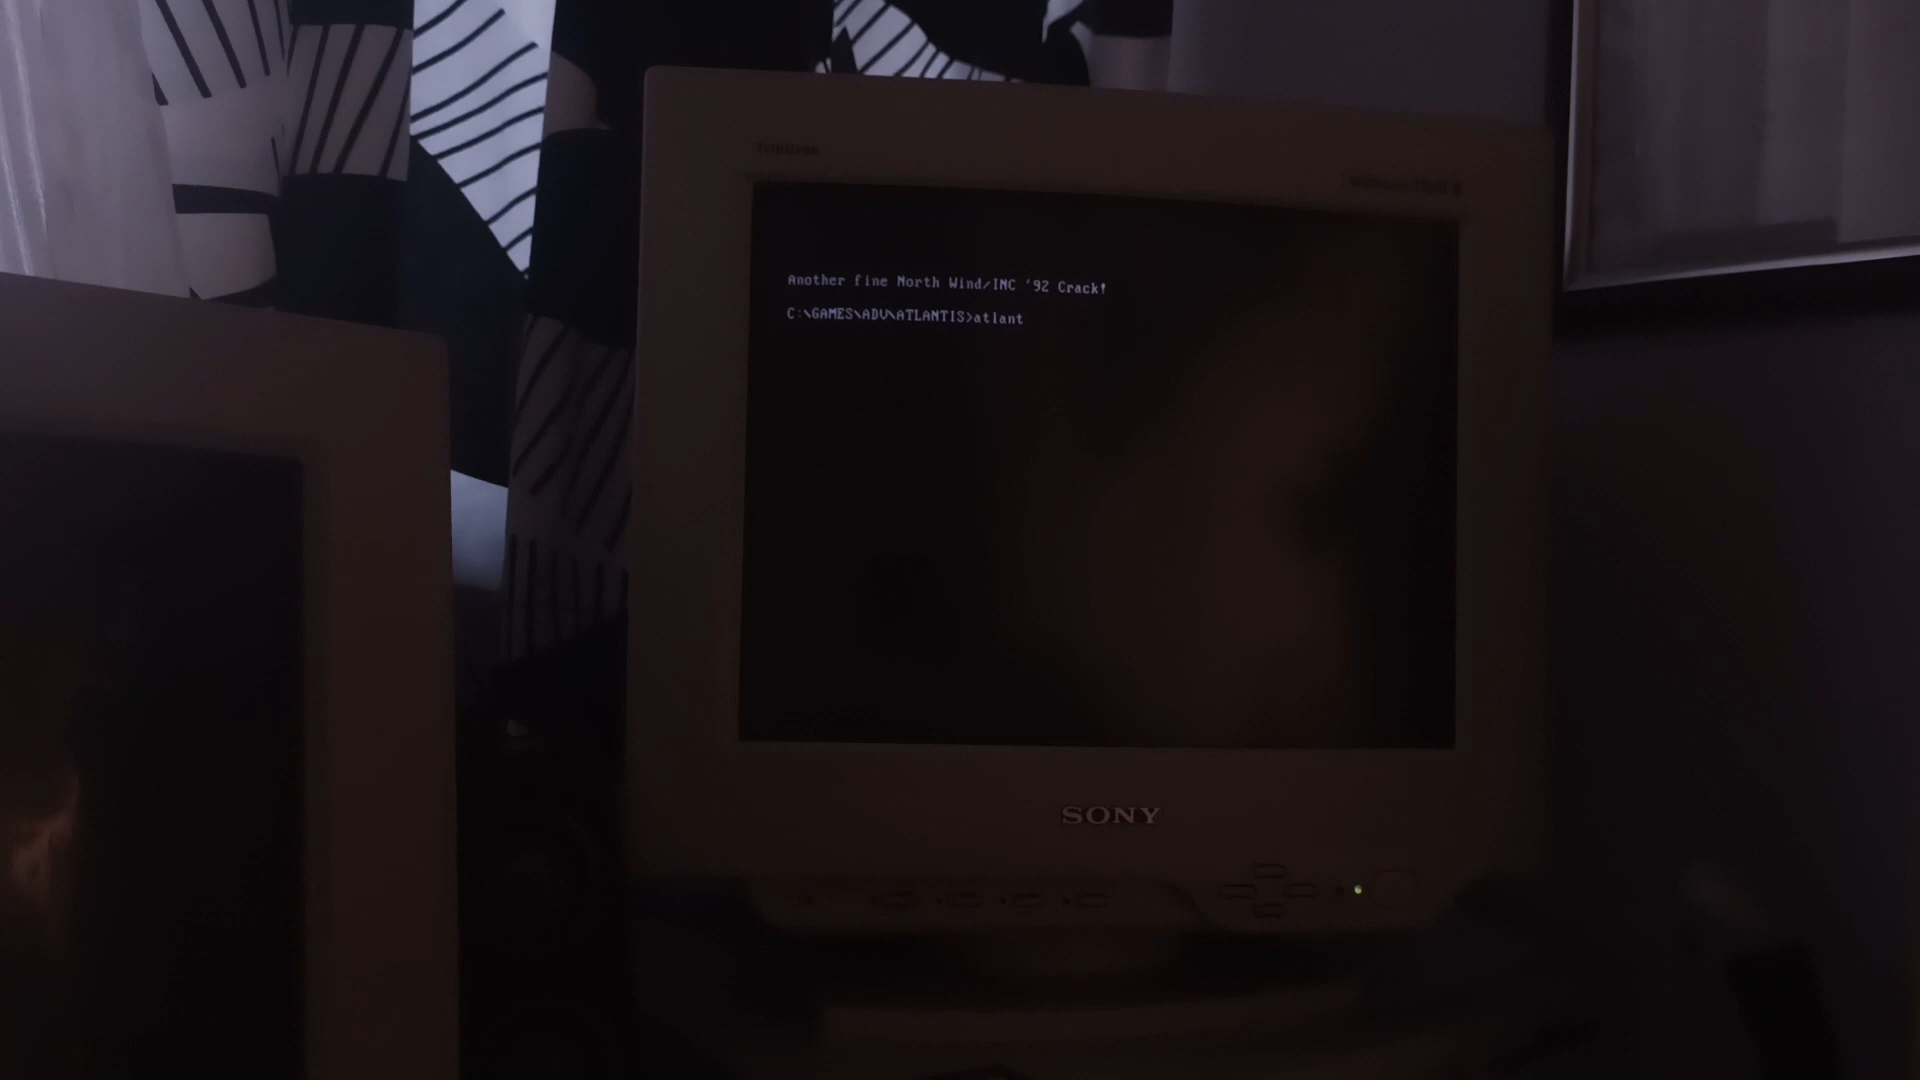 Another fine North Wind/INC '92 Crack!
C:\GAMES\ADV\ATLANTIS>atlant
SONY